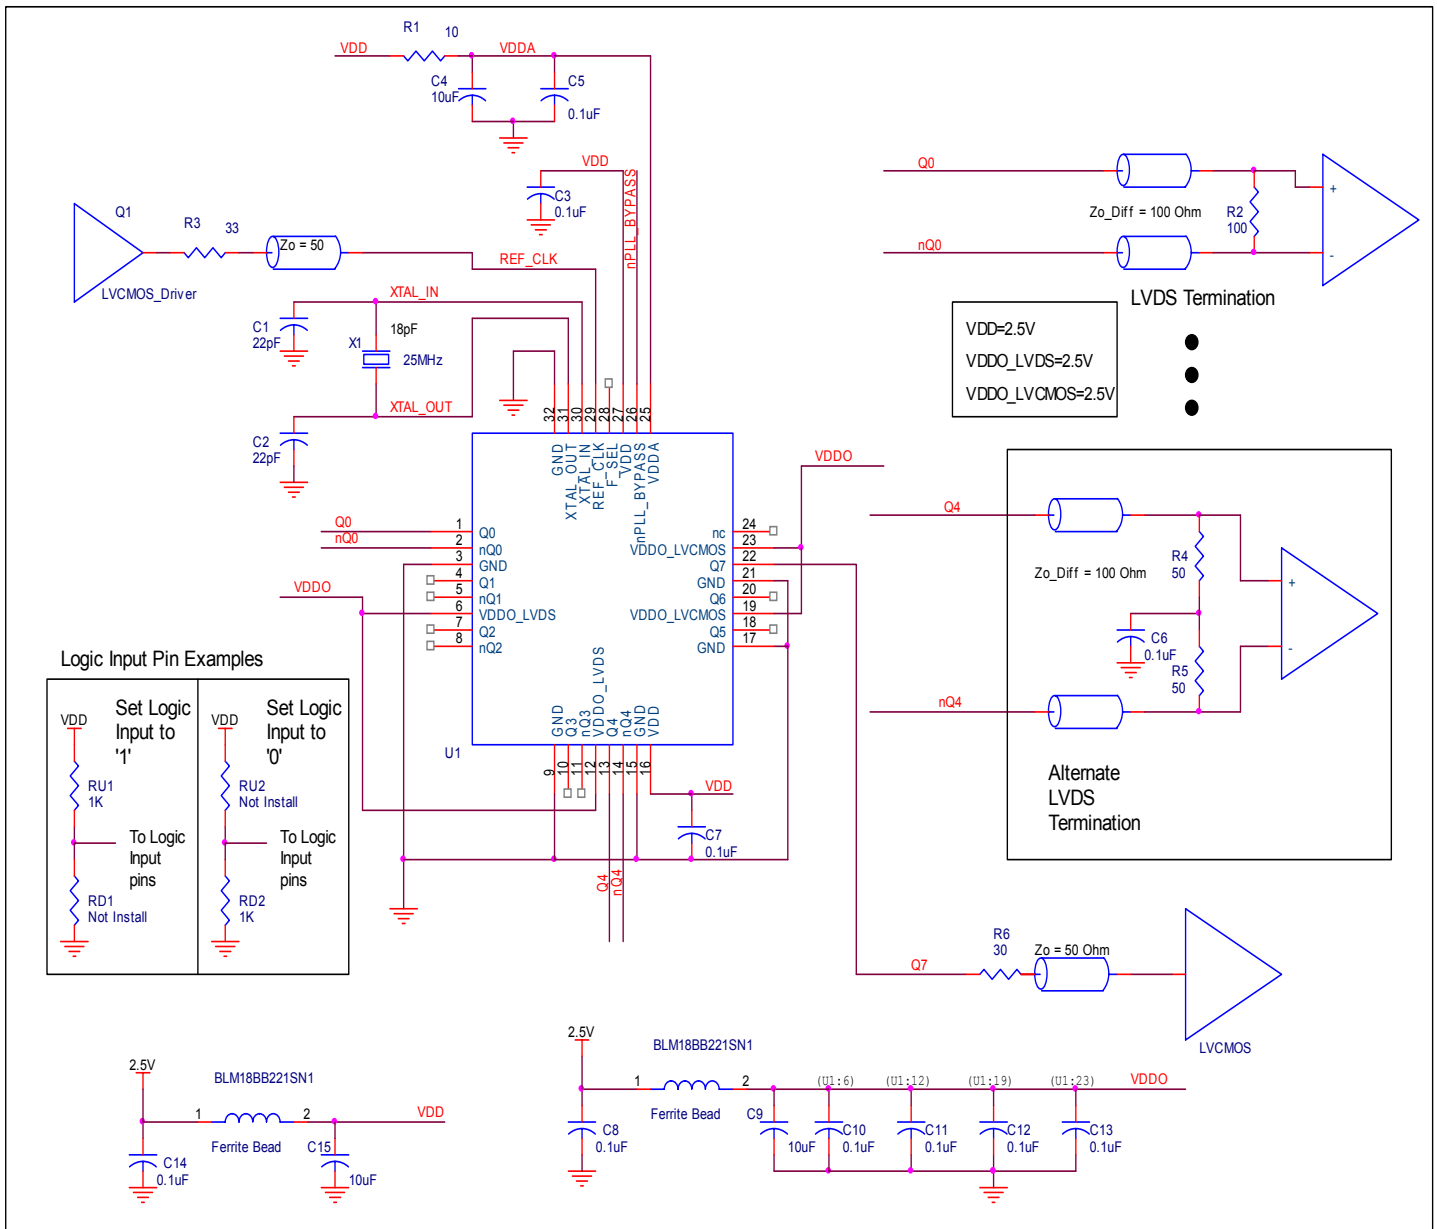 R1 10
VDD
VDDA
C4
10uF
C5
0.1uF
VDD
C3
0.1uF
nPLL_BYPASS
Q1
R3
33
Zo = 50
REF_CLK
LVCMOS_Driver
XTAL_IN
C1
22pF
18pF
X1
25MHz
XTAL_OUT
C2
22pF
Q0
nQ0
Zo_Diff = 100 Ohm
R2
100
+
-
LVDS Termination
VDD=2.5V
VDDO_LVDS=2.5V
VDDO_LVCMOS=2.5V
32 31 30 29 28 27 26 25
GND
XTAL_OUT
XTAL_IN
REF_CLK
F_SEL
VDD
nPLL_BYPASS
VDDA
VDDO
Q0
nQ0
VDDO
1 Q0
2 nQ0
3 GND
4 Q1
5 nQ1
6 VDDO_LVDS
7 Q2
8 nQ2
nc 24
VDDO_LVCMOS 23
Q7 22
GND 21
Q6 20
VDDO_LVCMOS 19
Q5 18
GND 17
GND
Q3
nQ3
VDDO_LVDS
Q4
nQ4
GND
VDD
9 10 11 12 13 14 15 16
U1
VDD
C7
0.1uF
Q4
nQ4
Q4
Zo_Diff = 100 Ohm
R4
50
C6
0.1uF
R5
50
nQ4
+
-
Alternate
LVDS
Termination
Logic Input Pin Examples
Set Logic
Input to
'1'
VDD
RU1
1K
To Logic
Input
pins
RD1
Not Install
Set Logic
Input to
'0'
VDD
RU2
Not Install
To Logic
Input
pins
RD2
1K
Q7
R6
30
Zo = 50 Ohm
LVCMOS
2.5V
BLM18BB221SN1
1 2
VDD
Ferrite Bead
C14
0.1uF
C15
10uF
2.5V
BLM18BB221SN1
1 2
Ferrite Bead
(U1:6) (U1:12) (U1:19) (U1:23)
VDDO
C8
0.1uF
C9
10uF
C10
0.1uF
C11
0.1uF
C12
0.1uF
C13
0.1uF